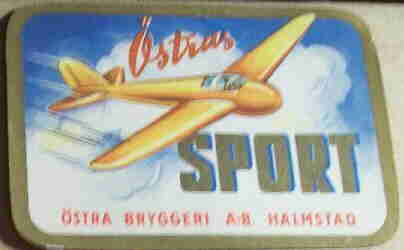 Östras
SPORT
ÖSTRA BRYGGERI A.B. HALMSTAD